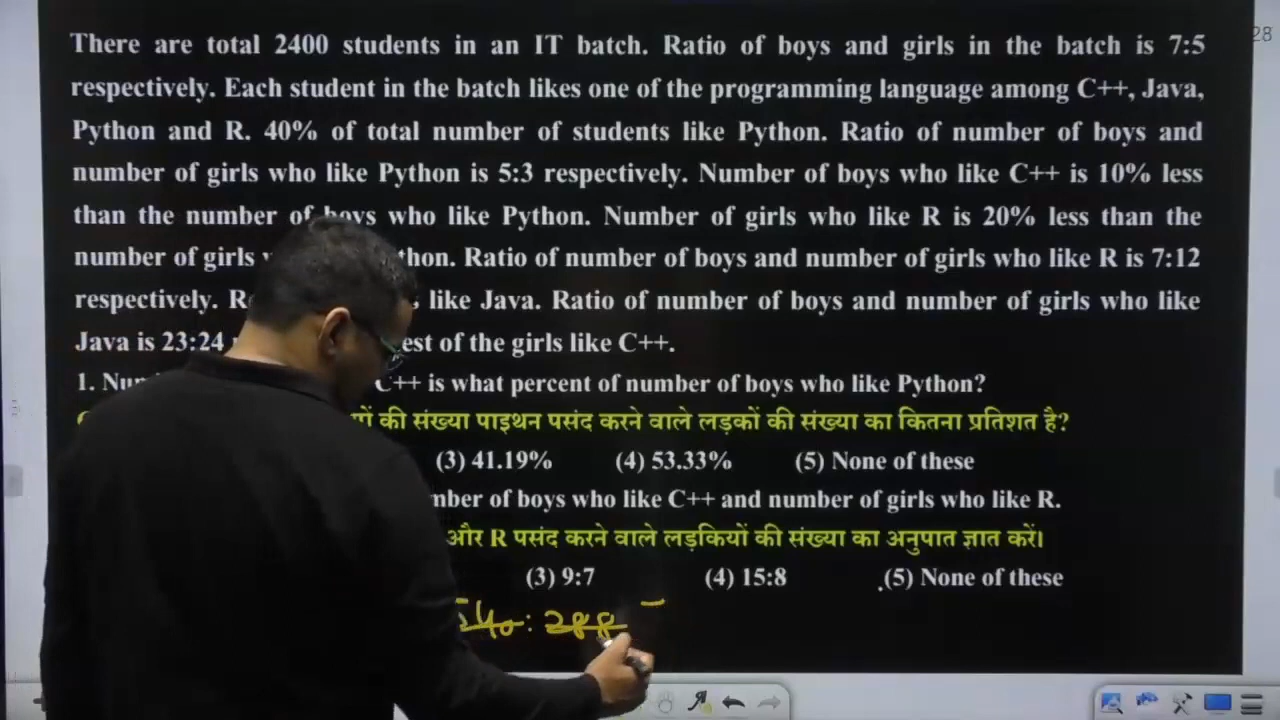 There are total 2400 students in an IT batch. Ratio of boys and girls in the batch is 7:5
28
respectively. Each student in the batch likes one of the programming language among C++, Java,
Python and R. 40% of total number of students like Python. Ratio of number of boys and
number of girls who like Python is 5:3 respectively. Number of boys who like C++ is 10% less
than the number of boys who like Python. Number of girls who like R is 20% less than the
number of girls thon. Ratio of number of boys and number of girls who like R is 7:12
respectively. like Java. Ratio of number of boys and number of girls who like
Java is 23:24 est of the girls like C++.
1. C++ is what percent of number of boys who like Python?
की संख्या पाइथन पसंद करने वाले लड़कों की संख्या का कितना प्रतिशत है?
(3) 41.19% (4) 53.33% (5) None of these
mber of boys who like C++ and number of girls who like R.
और R पसंद करने वाले लड़कियों की संख्या का अनुपात ज्ञात करें।
(3) 9:7 (4) 15:8 (5) None of these
540 : 288